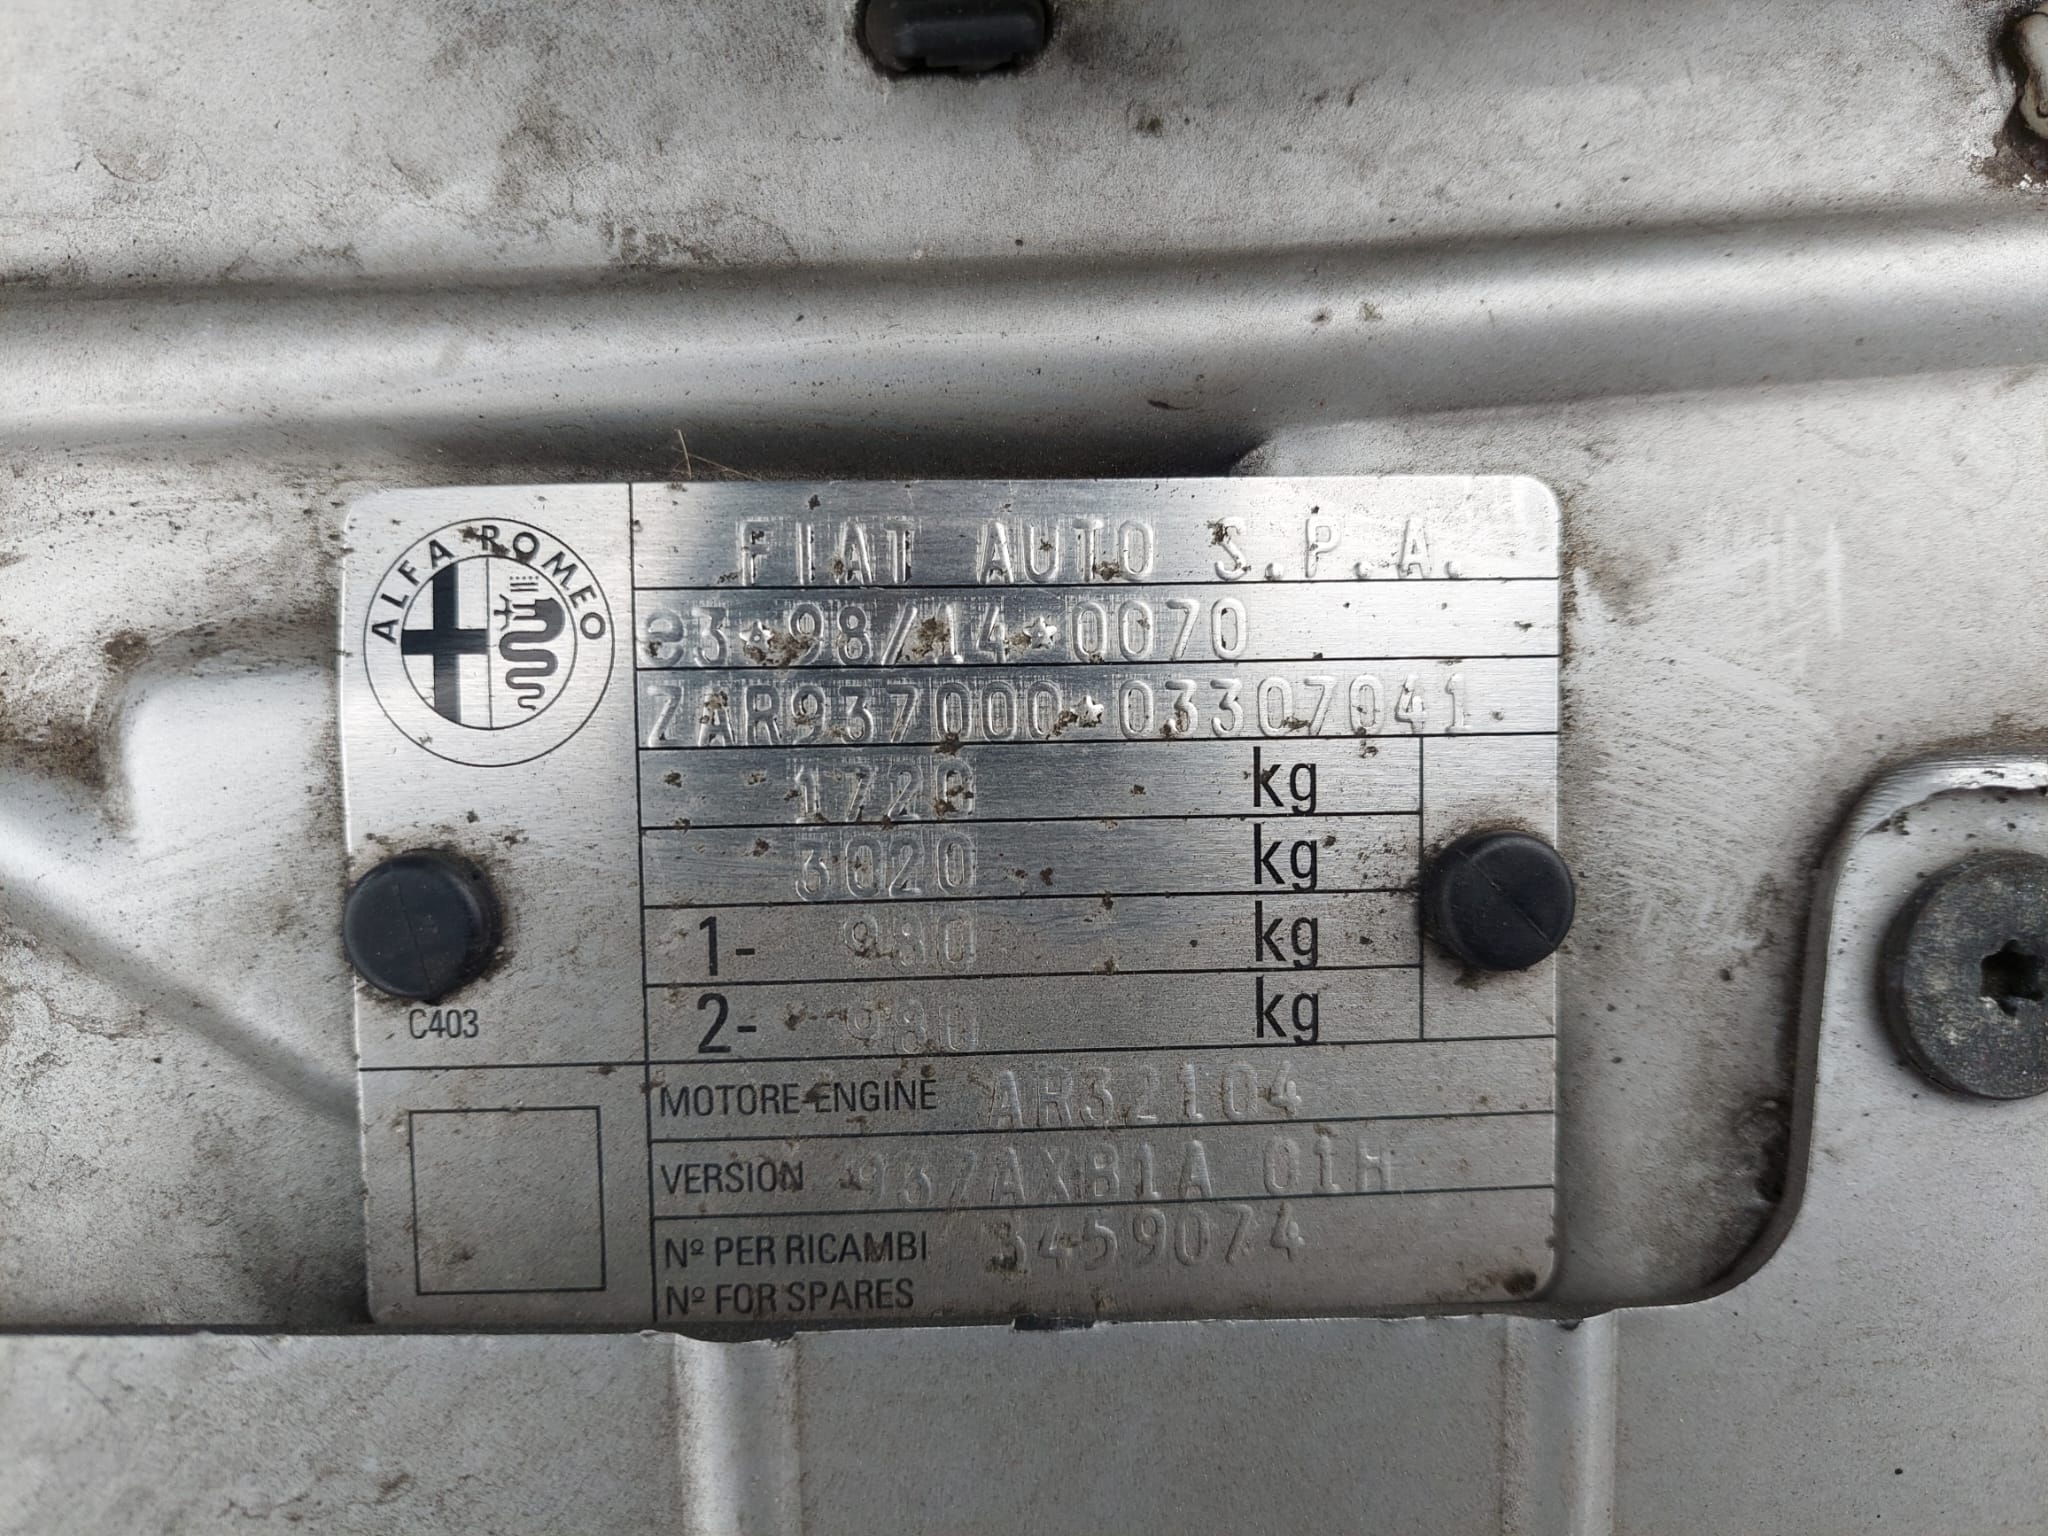 ALFA ROMEO
FIAT AUTO S.P.A.
e3*98/14*0070
ZAR937000*03307041
1720 kg
3020 kg
1- 980 kg
2- 980 kg
C403
MOTORE-ENGINE AR32104
VERSION 937AXB1A 01H
Nº PER RICAMBI 3459074
Nº FOR SPARES